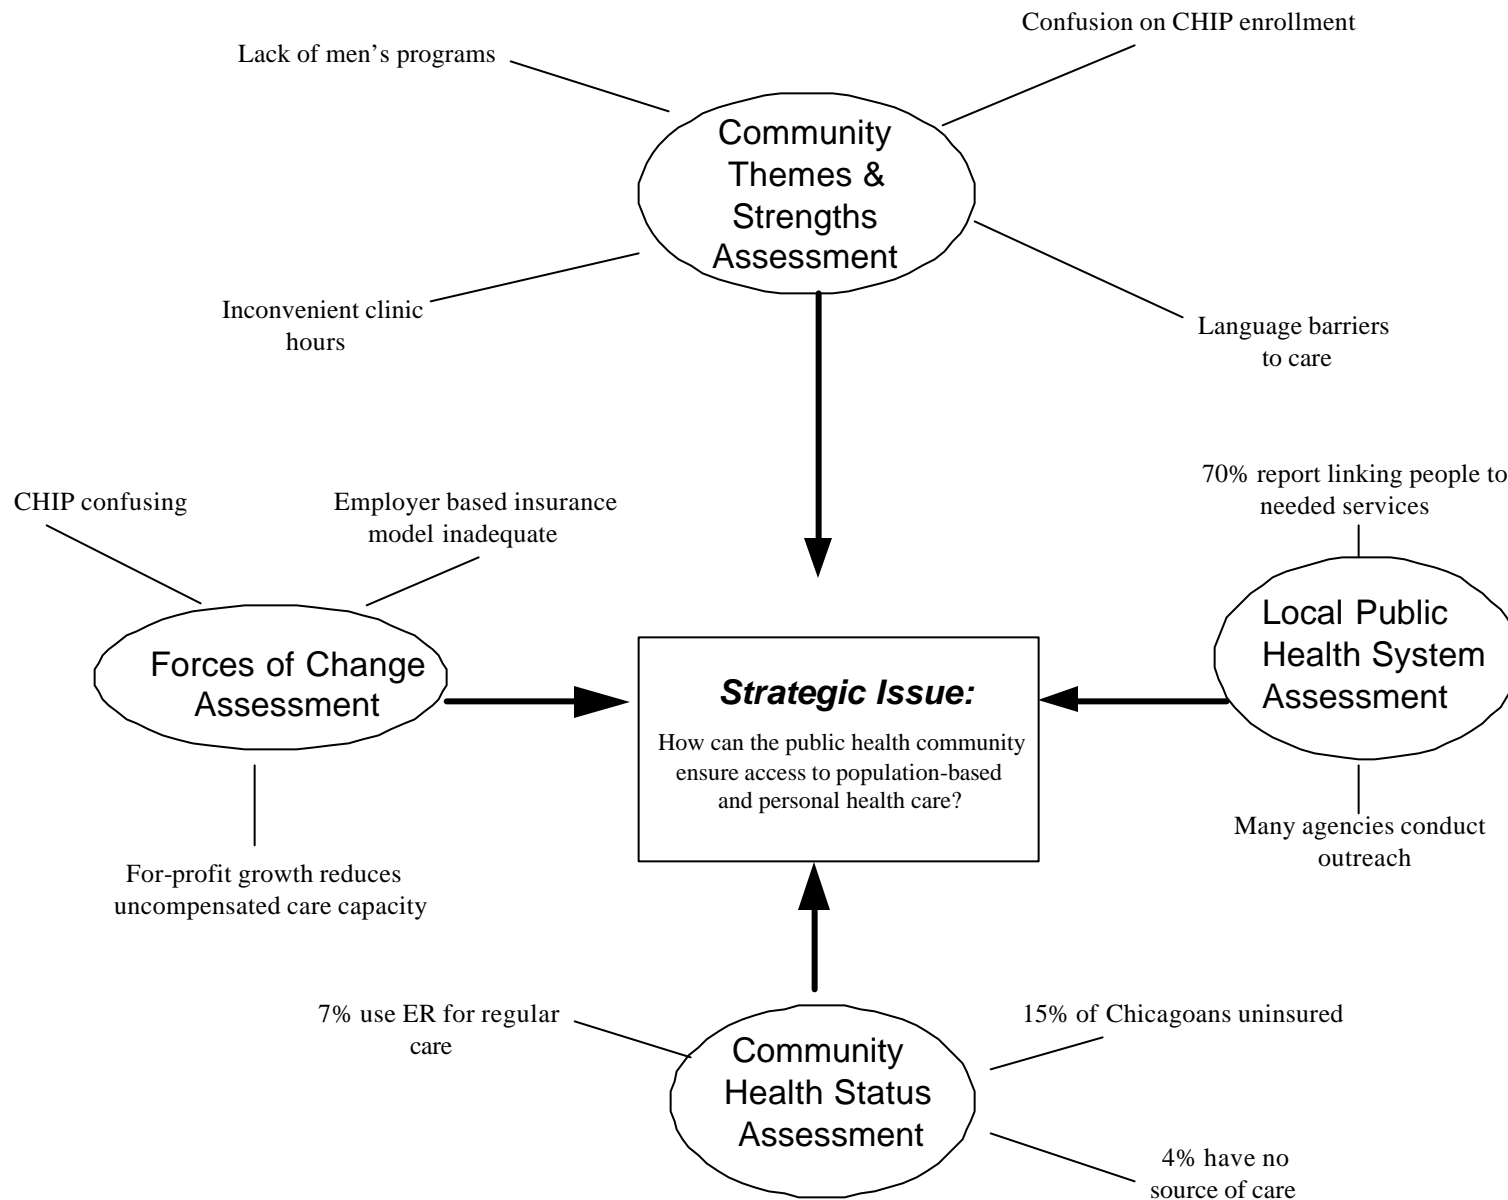 Confusion on CHIP enrollment
Lack of men’s programs
Community
Themes &
Strengths
Assessment
Inconvenient clinic
hours
Language barriers
to care
CHIP confusing
Employer based insurance
model inadequate
70% report linking people to
needed services
Forces of Change
Assessment
Strategic Issue:
How can the public health community
ensure access to population-based
and personal health care?
Local Public
Health System
Assessment
For-profit growth reduces
uncompensated care capacity
Many agencies conduct
outreach
7% use ER for regular
care
Community
Health Status
Assessment
15% of Chicagoans uninsured
4% have no
source of care